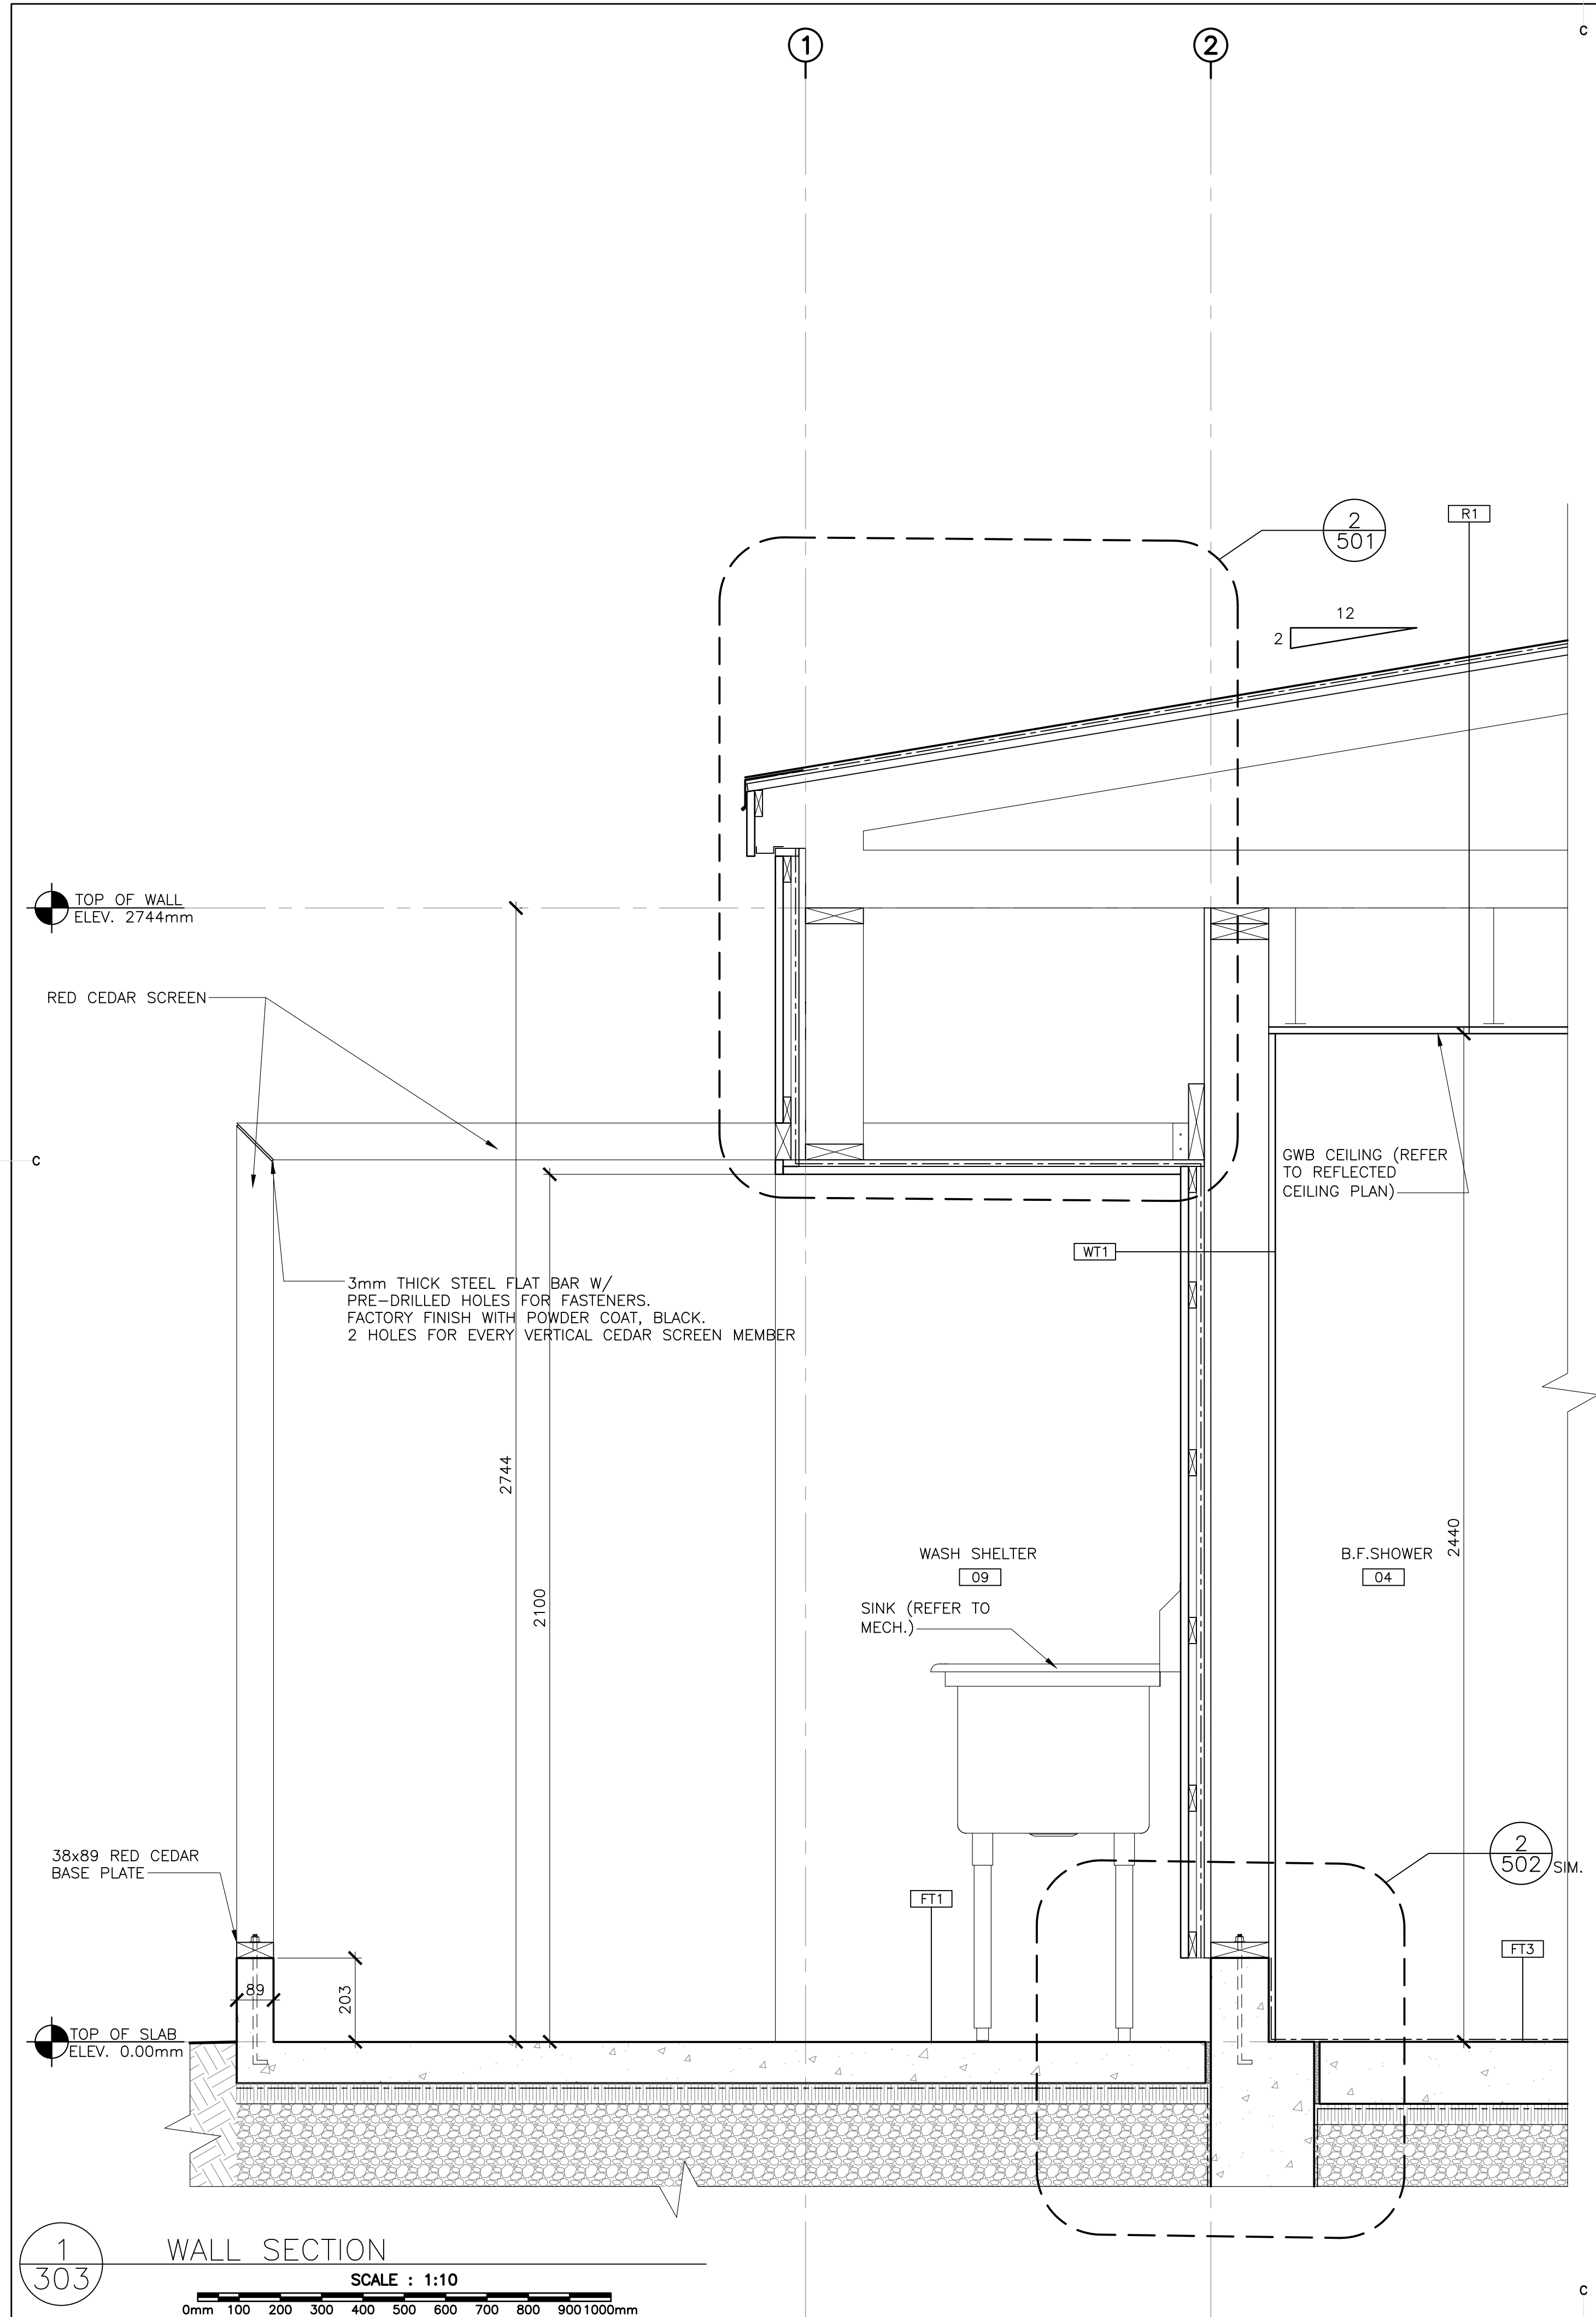 C
1
2
2
501
R1
12
2
TOP OF WALL
ELEV. 2744mm
RED CEDAR SCREEN
C
GWB CEILING (REFER
TO REFLECTED
CEILING PLAN)
WT1
3mm THICK STEEL FLAT BAR W/
PRE-DRILLED HOLES FOR FASTENERS.
FACTORY FINISH WITH POWDER COAT, BLACK.
2 HOLES FOR EVERY VERTICAL CEDAR SCREEN MEMBER
2744
2100
2440
WASH SHELTER
09
B.F.SHOWER
04
SINK (REFER TO
MECH.)
38x89 RED CEDAR
BASE PLATE
2
502
SIM.
FT1
FT3
89
203
TOP OF SLAB
ELEV. 0.00mm
1
303
WALL SECTION
SCALE : 1:10
0mm 100 200 300 400 500 600 700 800 900 1000mm
C